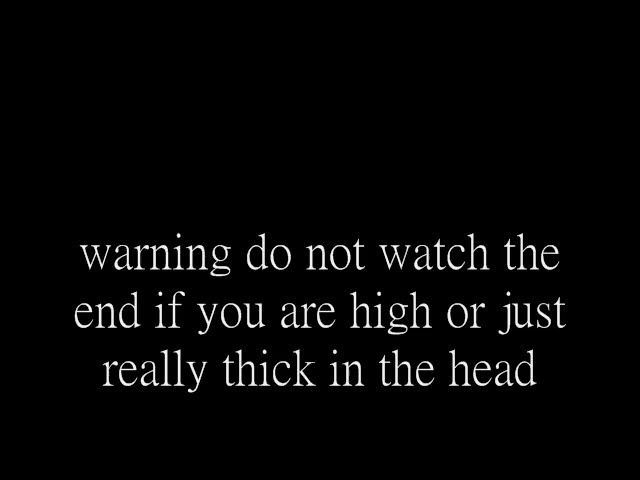 warning do not watch the
end if you are high or just
really thick in the head